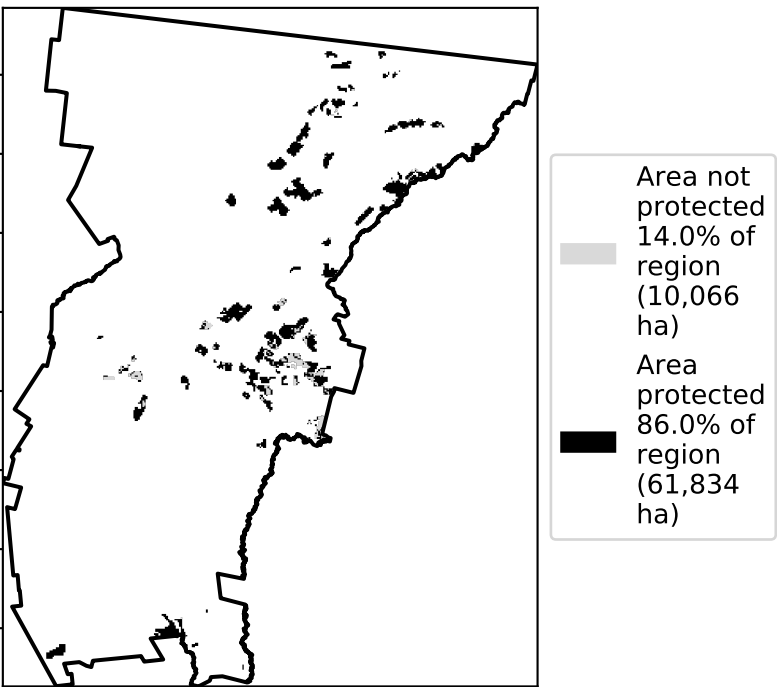 Area not
protected
14.0% of
region
(10,066
ha)
Area
protected
86.0% of
region
(61,834
ha)